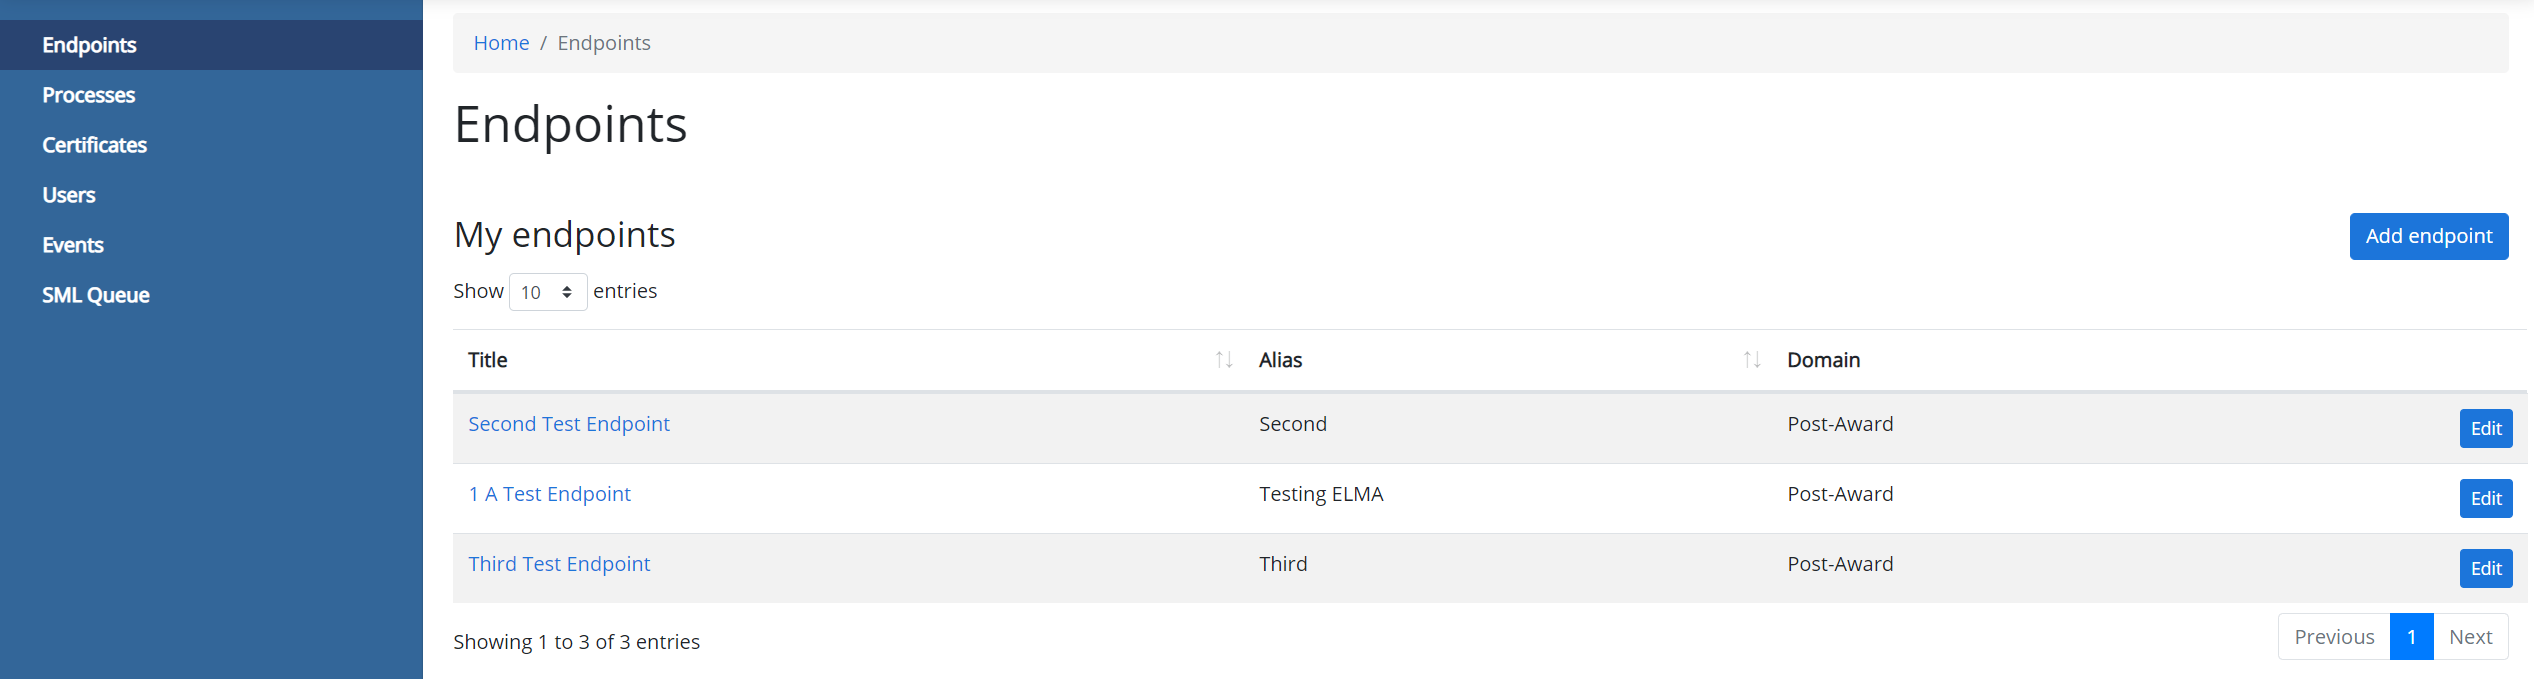 Endpoints
Processes
Certificates
Users
Events
SML Queue
Home / Endpoints
Endpoints
My endpoints
Add endpoint
Show 10 entries
Title Alias Domain
Second Test Endpoint Second Post-Award Edit
1 A Test Endpoint Testing ELMA Post-Award Edit
Third Test Endpoint Third Post-Award Edit
Showing 1 to 3 of 3 entries
Previous 1 Next